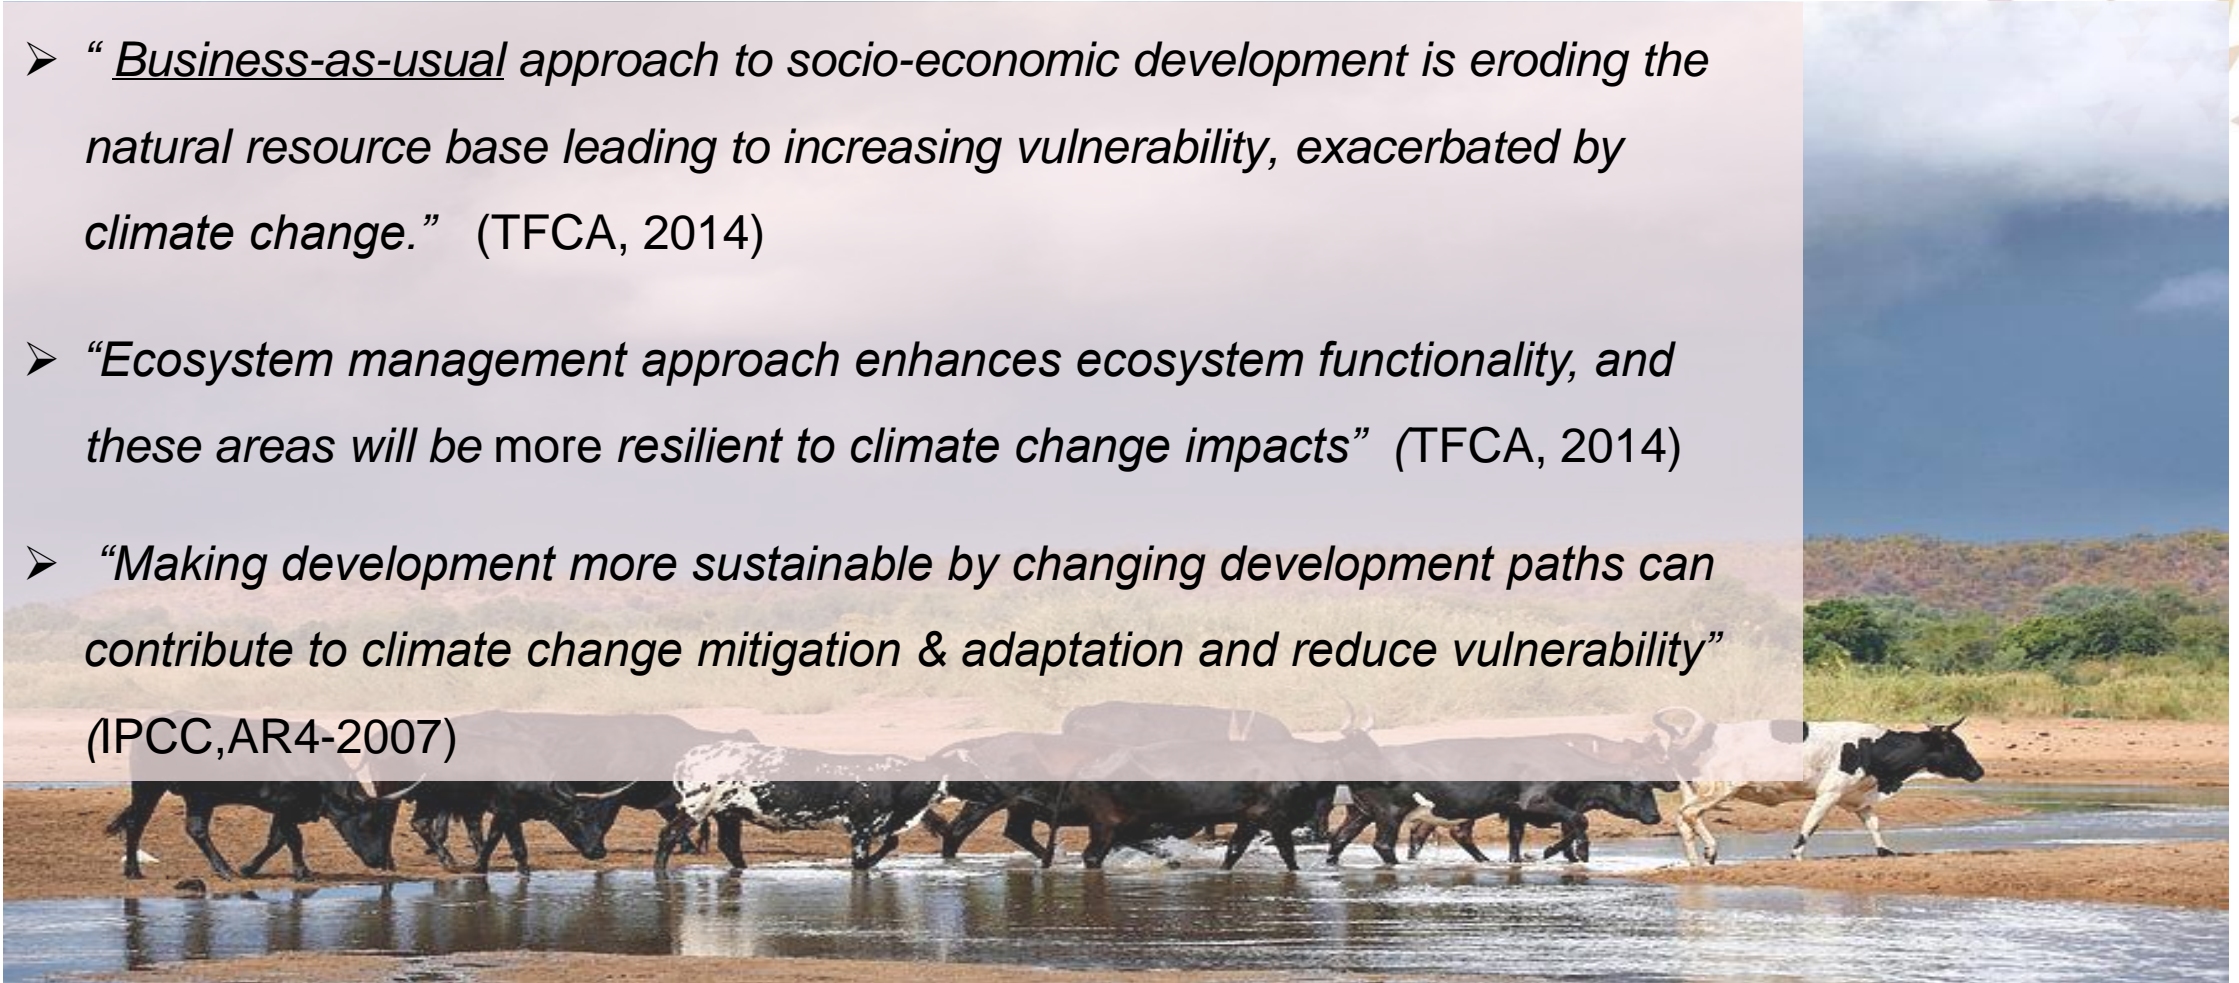 ➢ “ Business-as-usual approach to socio-economic development is eroding the
natural resource base leading to increasing vulnerability, exacerbated by
climate change.” (TFCA, 2014)
➢ “Ecosystem management approach enhances ecosystem functionality, and
these areas will be more resilient to climate change impacts” (TFCA, 2014)
➢ “Making development more sustainable by changing development paths can
contribute to climate change mitigation & adaptation and reduce vulnerability”
(IPCC,AR4-2007)